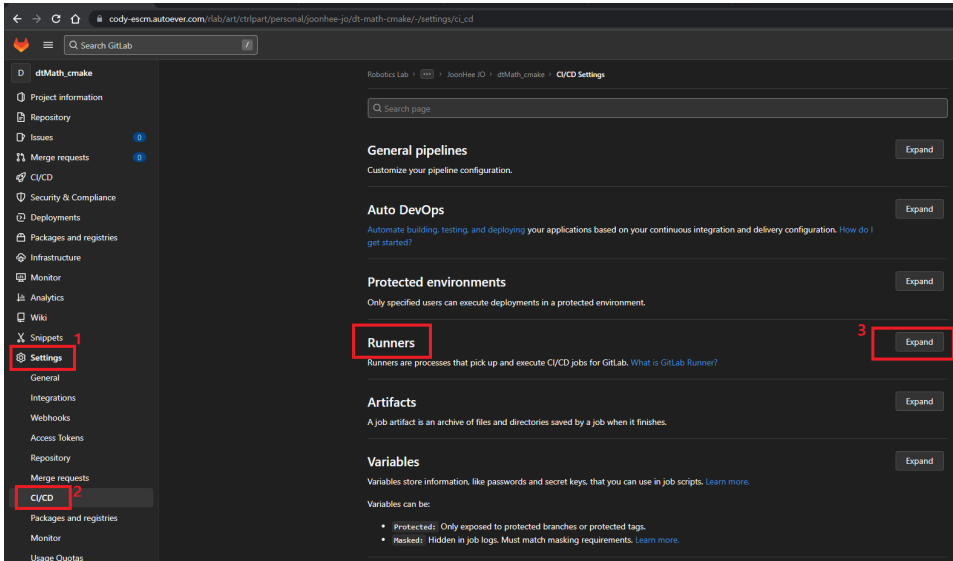 cody-escm.autoever.com/rlab/art/ctrlpart/personal/joonhee-jo/dt-math-cmake/-/settings/ci_cd
Search GitLab /
D dtMath_cmake
Project information
Repository
Issues 0
Merge requests 0
CI/CD
Security & Compliance
Deployments
Packages and registries
Infrastructure
Monitor
Analytics
Wiki
Snippets
1
Settings
General
Integrations
Webhooks
Access Tokens
Repository
Merge requests
CI/CD
2
Packages and registries
Monitor
Usage Quotas
Robotics Lab › ··· › JoonHee JO › dtMath_cmake › CI/CD Settings
Search page
General pipelines
Expand
Customize your pipeline configuration.
Auto DevOps
Expand
Automate building, testing, and deploying your applications based on your continuous integration and delivery configuration. How do I
get started?
Protected environments
Expand
Only specified users can execute deployments in a protected environment.
3
Runners
Expand
Runners are processes that pick up and execute CI/CD jobs for GitLab. What is GitLab Runner?
Artifacts
Expand
A job artifact is an archive of files and directories saved by a job when it finishes.
Variables
Expand
Variables store information, like passwords and secret keys, that you can use in job scripts. Learn more.
Variables can be:
• Protected: Only exposed to protected branches or protected tags.
• Masked: Hidden in job logs. Must match masking requirements. Learn more.